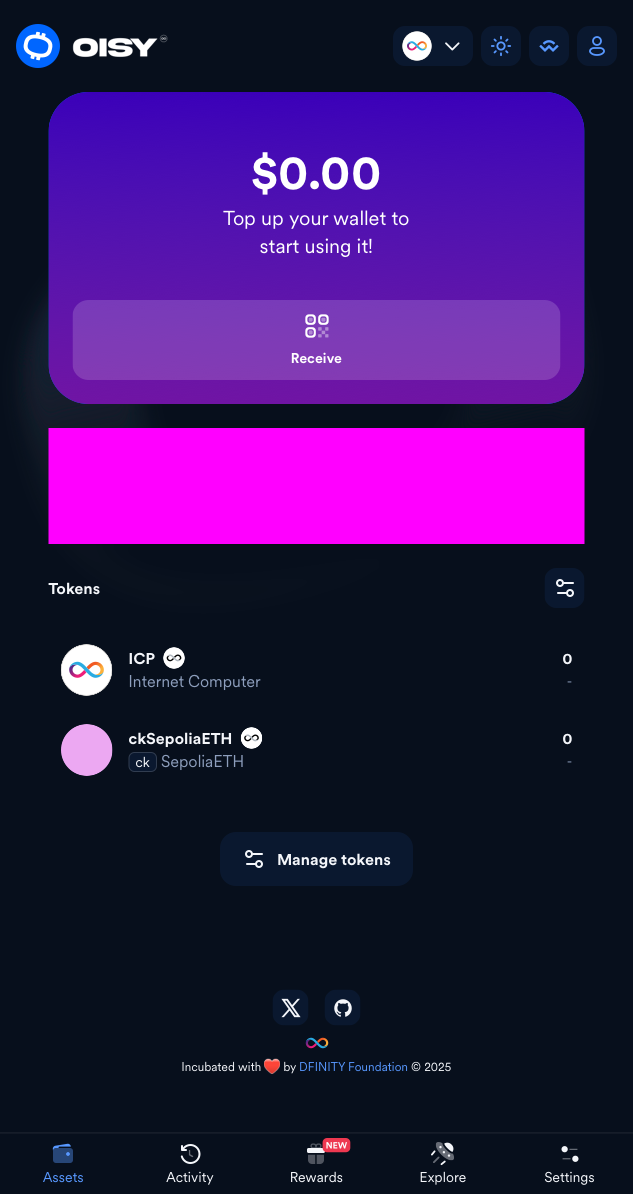 OISY
$0.00
Top up your wallet to
start using it!
Receive
Tokens
ICP
0
Internet Computer
-
ckSepoliaETH
0
ck SepoliaETH
-
Manage tokens
Incubated with ❤️ by DFINITY Foundation © 2025
NEW
Assets
Activity
Rewards
Explore
Settings